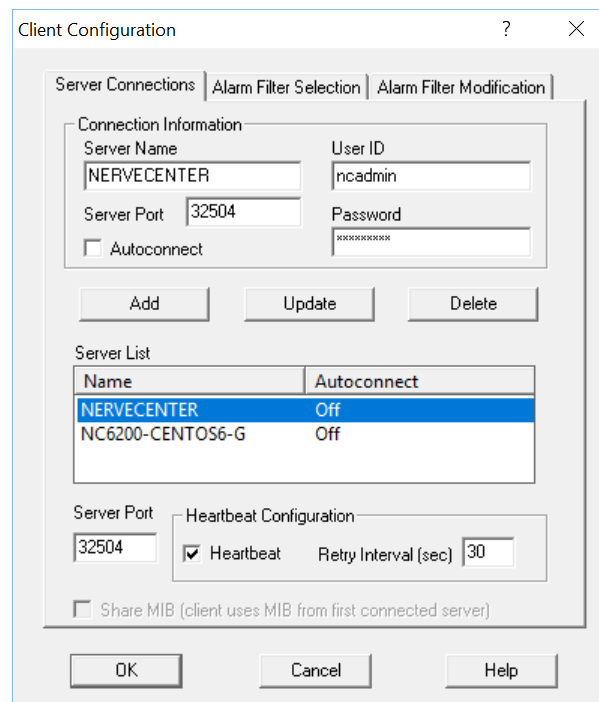 Client Configuration ?
Server Connections Alarm Filter Selection Alarm Filter Modification
Connection Information
Server Name User ID
NERVECENTER ncadmin
Server Port 32504 Password
Autoconnect *********
Add Update Delete
Server List
Name Autoconnect
NERVECENTER Off
NC6200-CENTOS6-G Off
Server Port Heartbeat Configuration
32504 Heartbeat Retry Interval (sec) 30
Share MIB (client uses MIB from first connected server)
OK Cancel Help